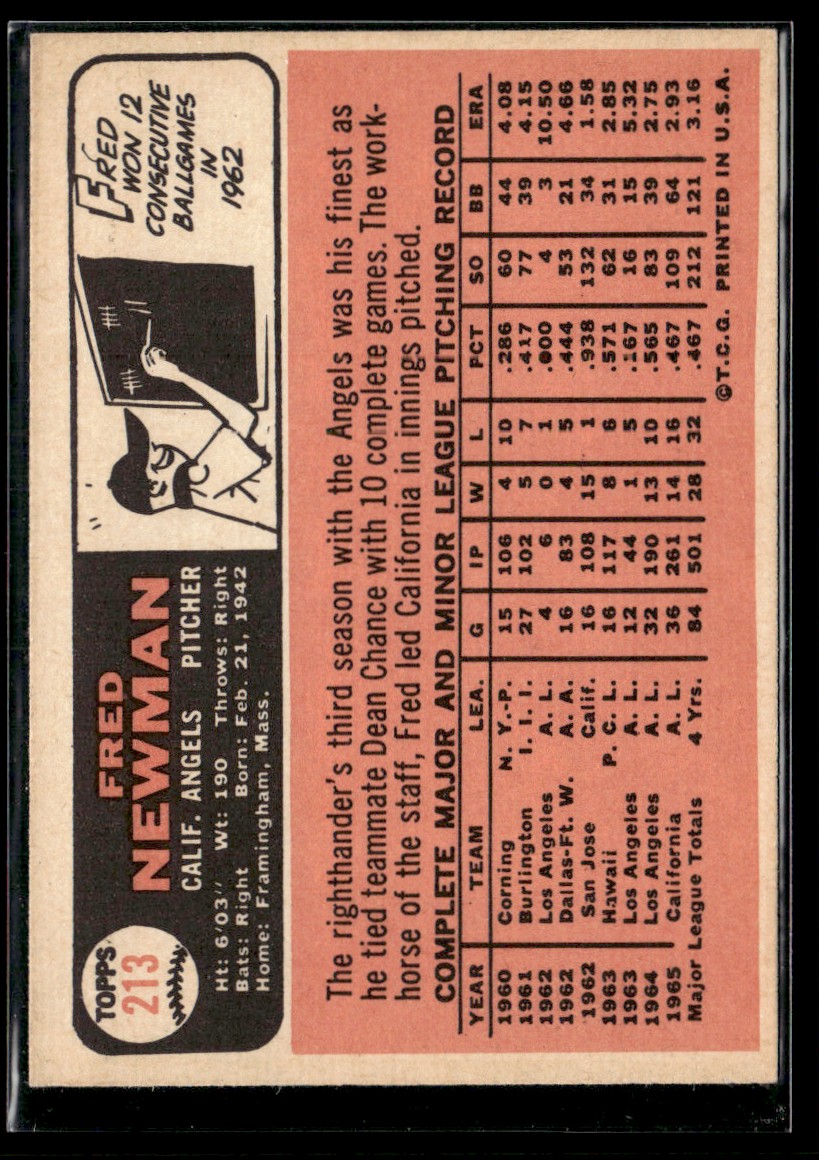 TOPPS
213
FRED
NEWMAN
CALIF. ANGELS PITCHER
Ht: 6'03" Wt: 190 Throws: Right
Bats: Right Born: Feb. 21, 1942
Home: Framingham, Mass.
FRED
WON 12
CONSECUTIVE
BALLGAMES
IN
1962
The righthander's third season with the Angels was his finest as
he tied teammate Dean Chance with 10 complete games. The work-
horse of the staff, Fred led California in innings pitched.
COMPLETE MAJOR AND MINOR LEAGUE PITCHING RECORD
YEAR TEAM LEA. G IP W L PCT SO BB ERA
1960 Corning N. Y.-P. 15 106 4 10 .286 60 44 4.08
1961 Burlington I. I. I. 27 102 5 7 .417 77 39 4.15
1962 Los Angeles A. L. 4 6 0 1 .000 4 3 10.50
1962 Dallas-Ft. W. A. A. 16 83 4 5 .444 53 21 4.66
1962 San Jose Calif. 16 108 15 1 .938 132 34 1.58
1963 Hawaii P. C. L. 16 117 8 6 .571 62 31 2.85
1963 Los Angeles A. L. 12 44 1 5 .167 16 15 5.32
1964 Los Angeles A. L. 32 190 13 10 .565 83 39 2.75
1965 California A. L. 36 261 14 16 .467 109 64 2.93
Major League Totals 4 Yrs. 84 501 28 32 .467 212 121 3.16
©T.C.G. PRINTED IN U.S.A.